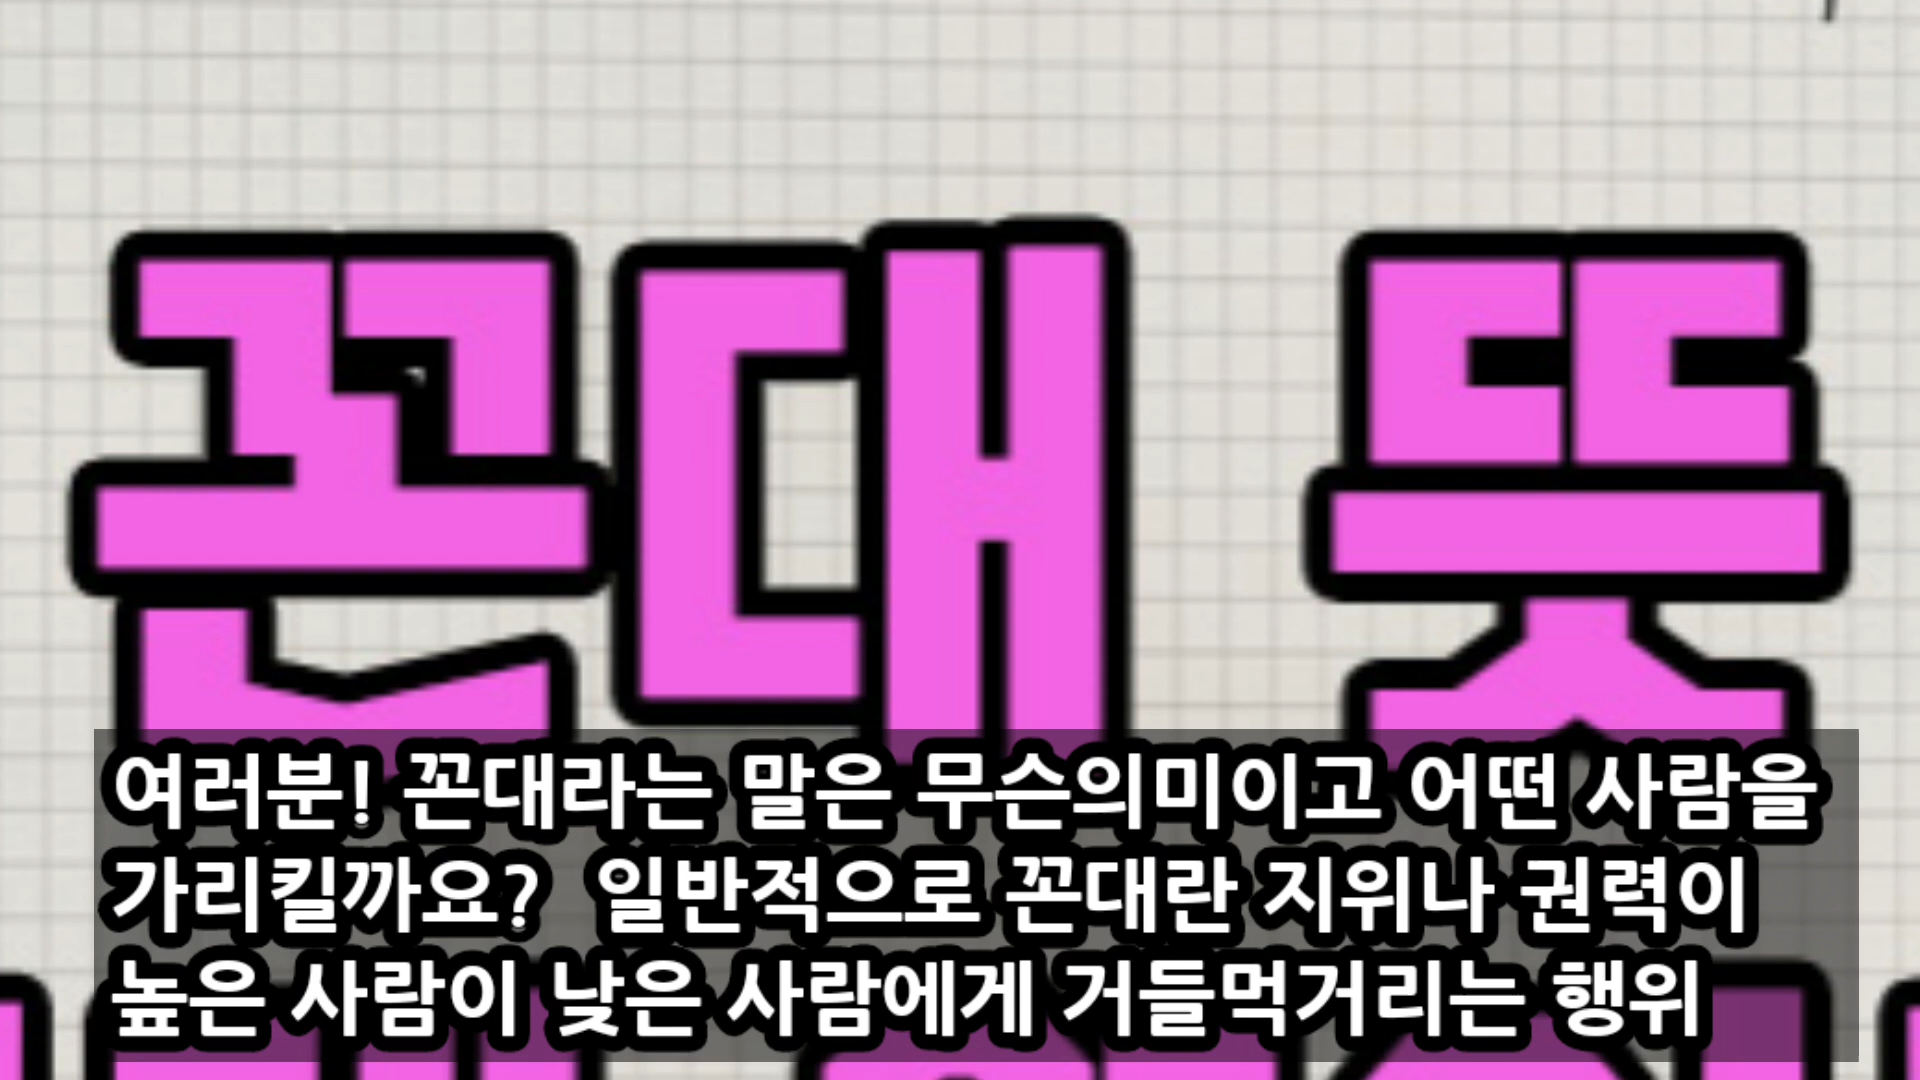 꼰대 뜻
여러분! 꼰대라는 말은 무슨의미이고 어떤 사람을
가리킬까요? 일반적으로 꼰대란 지위나 권력이
높은 사람이 낮은 사람에게 거들먹거리는 행위